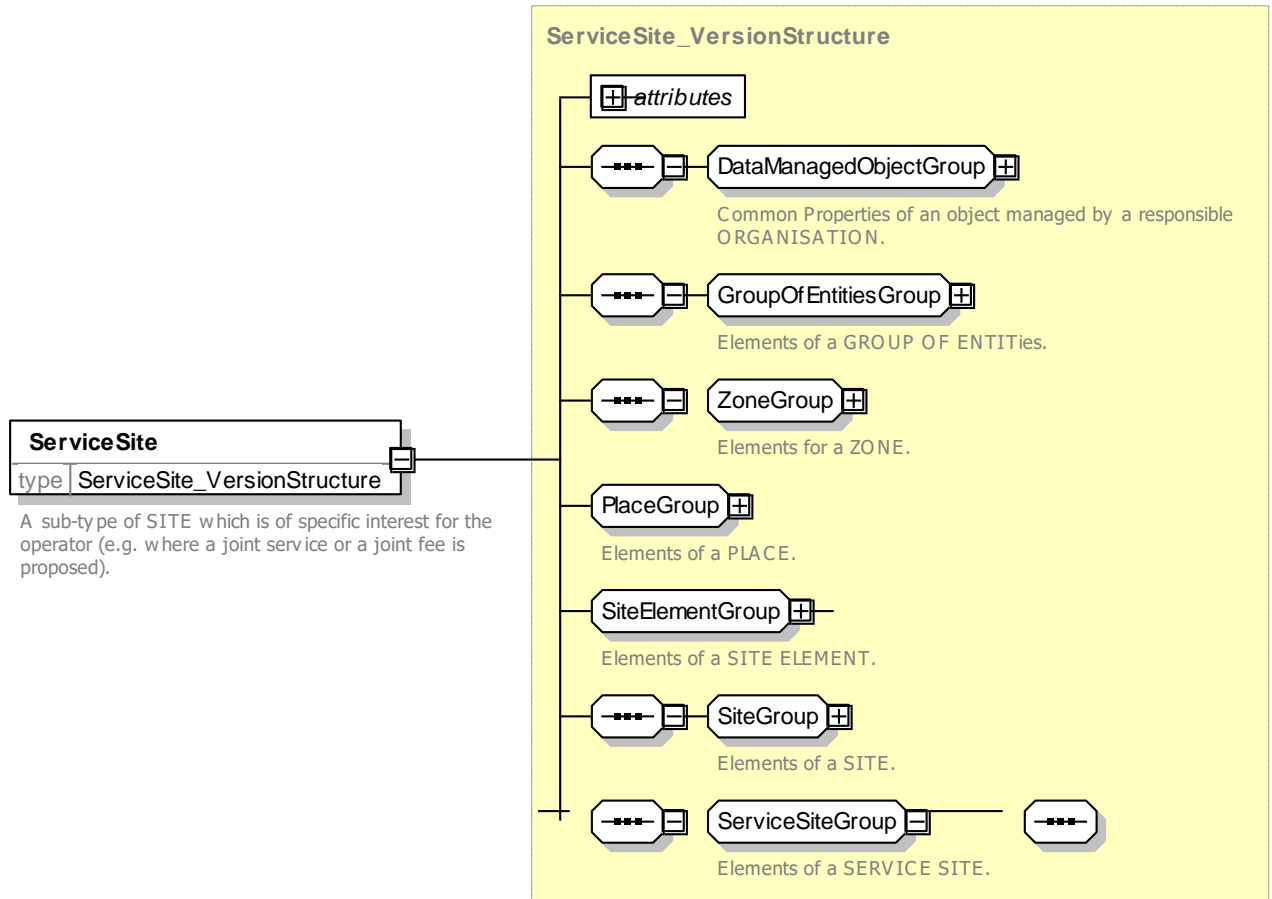 ServiceSite_VersionStructure
attributes
DataManagedObjectGroup
Common Properties of an object managed by a responsible
ORGANISATION.
GroupOfEntitiesGroup
Elements of a GROUP OF ENTITies.
ZoneGroup
Elements for a ZONE.
ServiceSite
type ServiceSite_VersionStructure
A sub-type of SITE which is of specific interest for the
operator (e.g. where a joint service or a joint fee is
proposed).
PlaceGroup
Elements of a PLACE.
SiteElementGroup
Elements of a SITE ELEMENT.
SiteGroup
Elements of a SITE.
ServiceSiteGroup
Elements of a SERVICE SITE.